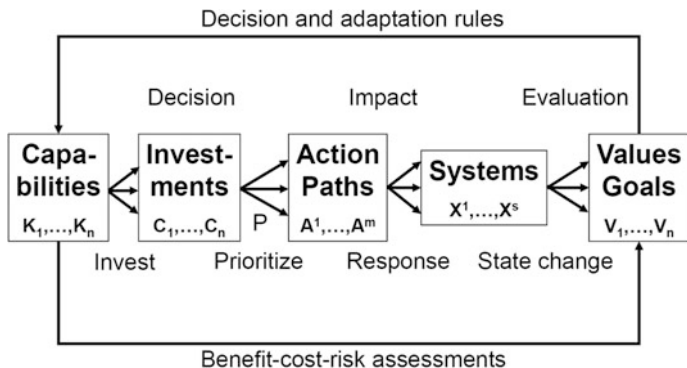 Decision and adaptation rules
Decision
Impact
Evaluation
Capa-
bilities
K₁,...,Kₙ
Invest-
ments
C₁,...,Cₙ
P
Action
Paths
A¹,...,Aᵐ
Systems
X¹,...,Xˢ
Values
Goals
V₁,...,Vₙ
Invest
Prioritize
Response
State change
Benefit-cost-risk assessments